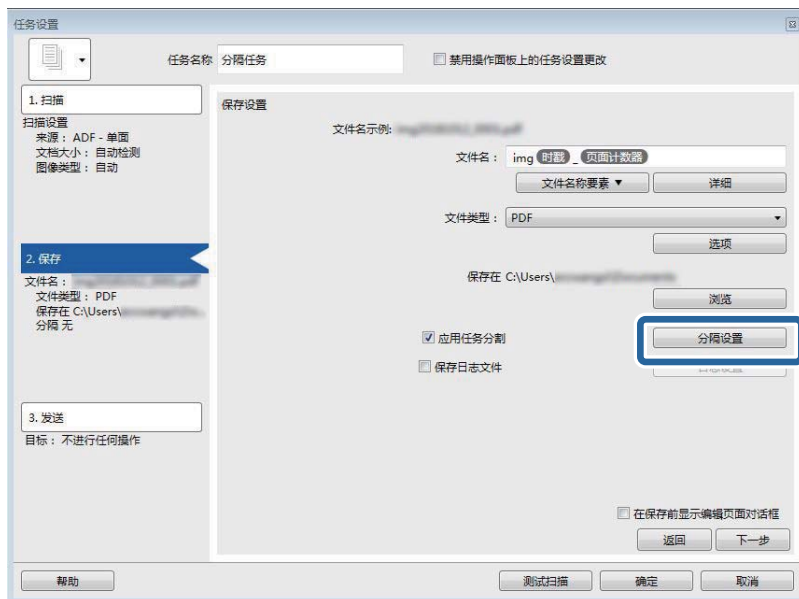 任务设置
任务名称 分隔任务 禁用操作面板上的任务设置更改
1. 扫描
扫描设置
来源： ADF - 单面
文档大小： 自动检测
图像类型： 自动
2. 保存
文件名：
文件类型： PDF
保存在 C:\Users\
分隔 无
3. 发送
目标： 不进行任何操作
保存设置
文件名示例:
文件名： img 时戳 _ 页面计数器
文件名称要素 ▼ 详细
文件类型： PDF
选项
保存在 C:\Users\
浏览
应用任务分割 分隔设置
保存日志文件
在保存前显示编辑页面对话框
返回 下一步
帮助 测试扫描 确定 取消